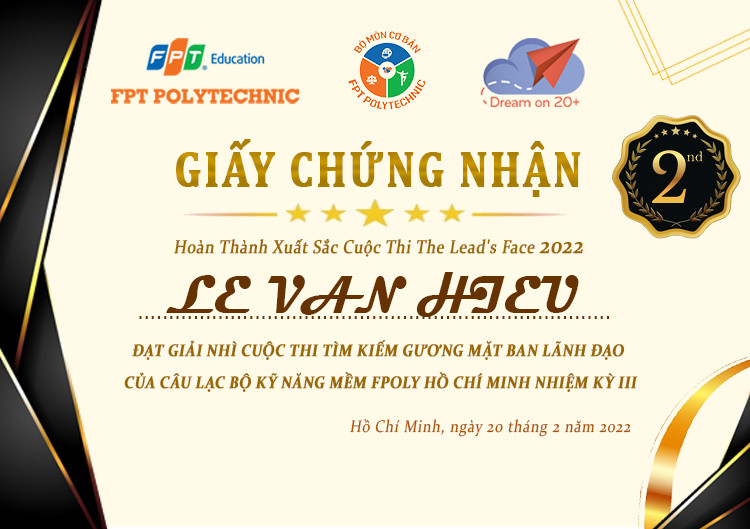 FPT Education
FPT POLYTECHNIC
BỘ MÔN CƠ BẢN
FPT POLYTECHNIC
Dream on 20+
GIẤY CHỨNG NHẬN
2nd
Hoàn Thành Xuất Sắc Cuộc Thi The Lead's Face 2022
LE VAN HIEU
ĐẠT GIẢI NHÌ CUỘC THI TÌM KIẾM GƯƠNG MẶT BAN LÃNH ĐẠO
CỦA CÂU LẠC BỘ KỸ NĂNG MỀM FPOLY HỒ CHÍ MINH NHIỆM KỲ III
Hồ Chí Minh, ngày 20 tháng 2 năm 2022